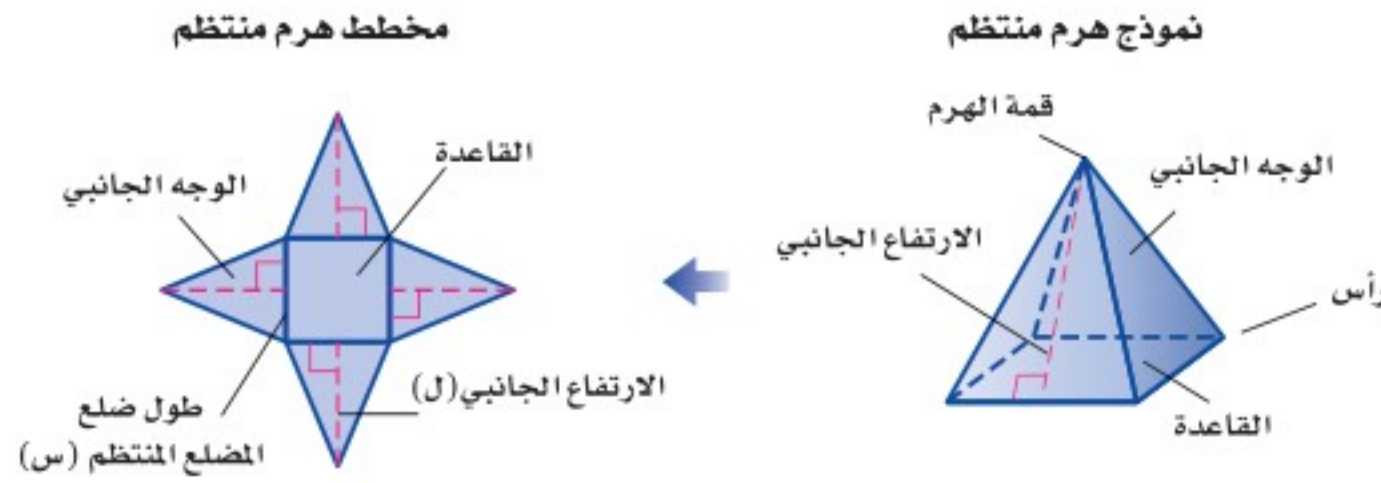 نموذج هرم منتظم
قمة الهرم
الوجه الجانبي
الارتفاع الجانبي
القاعدة
مخطط هرم منتظم
القاعدة
الوجه الجانبي
الارتفاع الجانبي (ل)
طول ضلع
المضلع المنتظم (س)